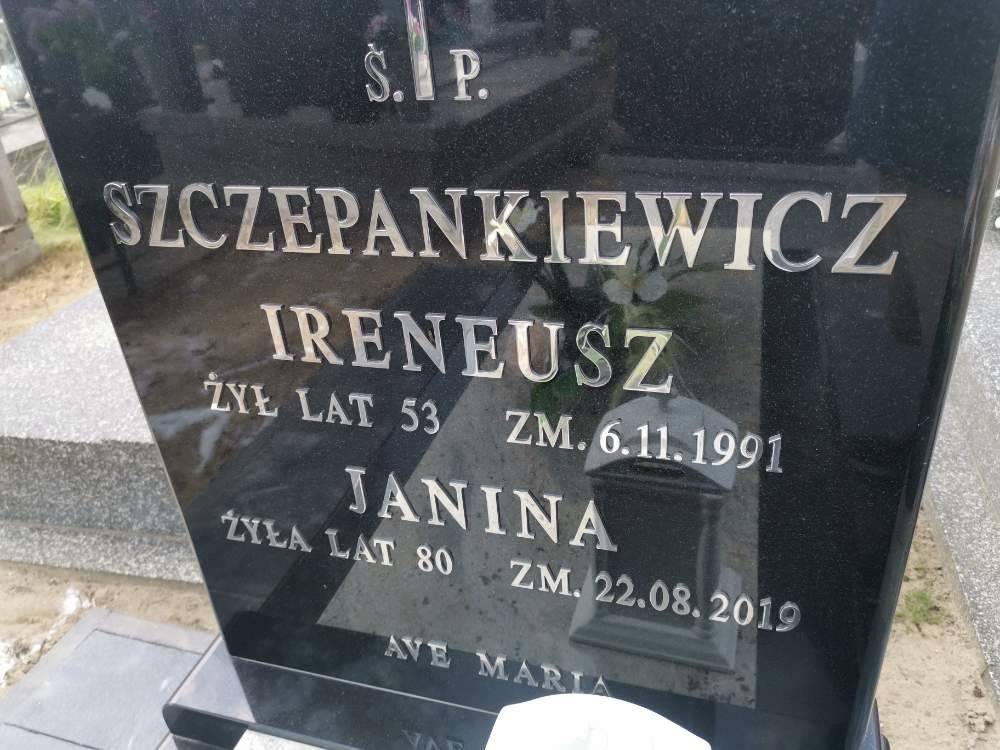 Ś. P.
SZCZEPANKIEWICZ
IRENEUSZ
ŻYŁ LAT 53 ZM. 6.11.1991
JANINA
ŻYŁA LAT 80 ZM. 22.08.2019
AVE MARIA